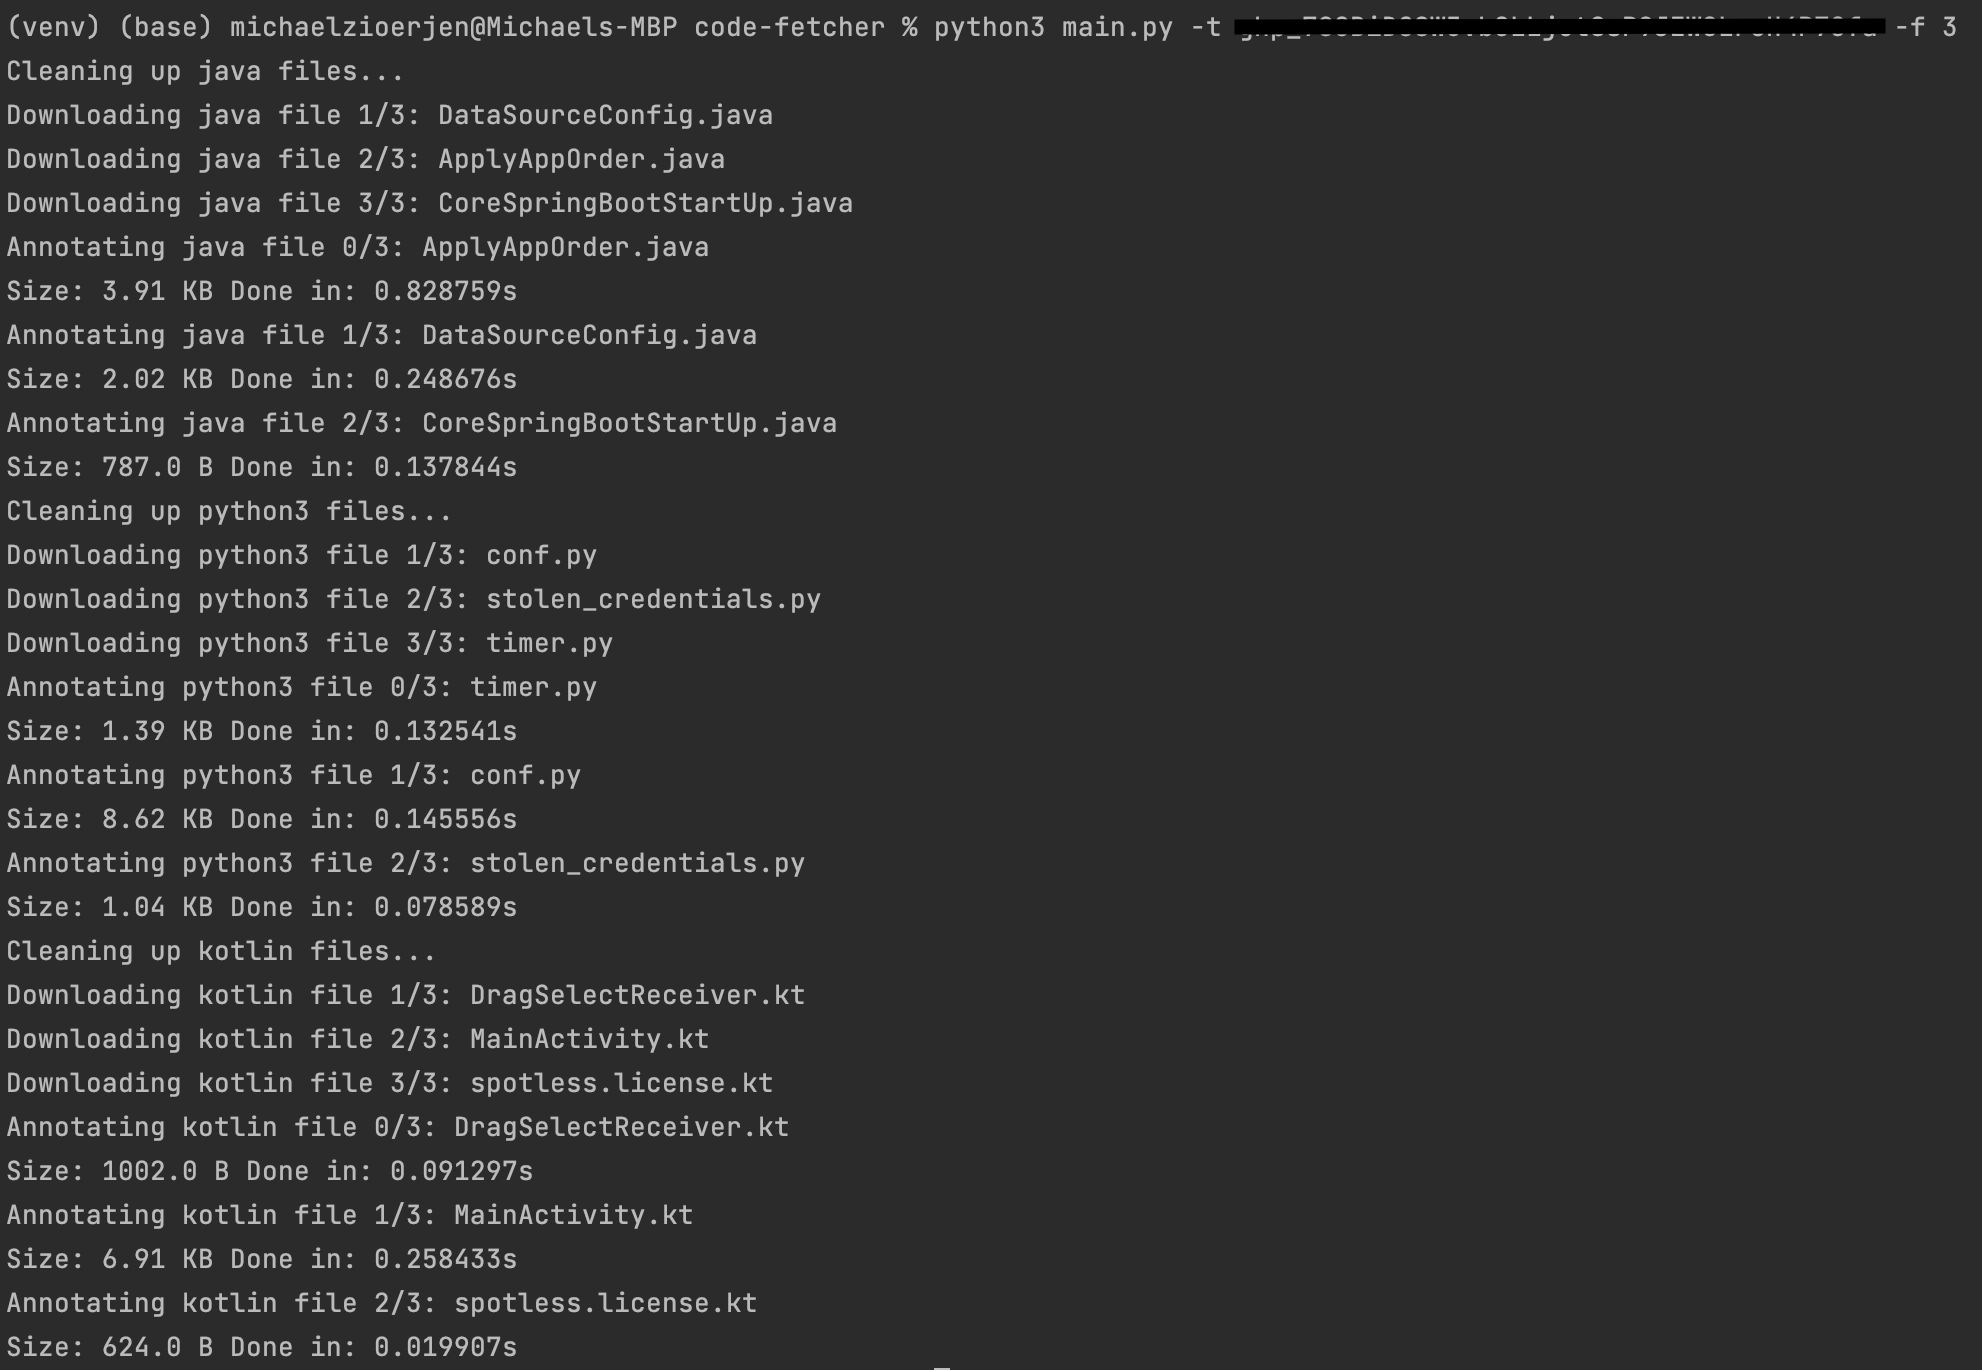 (venv) (base) michaelzioerjen@Michaels-MBP code-fetcher % python3 main.py -t -f 3
Cleaning up java files...
Downloading java file 1/3: DataSourceConfig.java
Downloading java file 2/3: ApplyAppOrder.java
Downloading java file 3/3: CoreSpringBootStartUp.java
Annotating java file 0/3: ApplyAppOrder.java
Size: 3.91 KB Done in: 0.828759s
Annotating java file 1/3: DataSourceConfig.java
Size: 2.02 KB Done in: 0.248676s
Annotating java file 2/3: CoreSpringBootStartUp.java
Size: 787.0 B Done in: 0.137844s
Cleaning up python3 files...
Downloading python3 file 1/3: conf.py
Downloading python3 file 2/3: stolen_credentials.py
Downloading python3 file 3/3: timer.py
Annotating python3 file 0/3: timer.py
Size: 1.39 KB Done in: 0.132541s
Annotating python3 file 1/3: conf.py
Size: 8.62 KB Done in: 0.145556s
Annotating python3 file 2/3: stolen_credentials.py
Size: 1.04 KB Done in: 0.078589s
Cleaning up kotlin files...
Downloading kotlin file 1/3: DragSelectReceiver.kt
Downloading kotlin file 2/3: MainActivity.kt
Downloading kotlin file 3/3: spotless.license.kt
Annotating kotlin file 0/3: DragSelectReceiver.kt
Size: 1002.0 B Done in: 0.091297s
Annotating kotlin file 1/3: MainActivity.kt
Size: 6.91 KB Done in: 0.258433s
Annotating kotlin file 2/3: spotless.license.kt
Size: 624.0 B Done in: 0.019907s